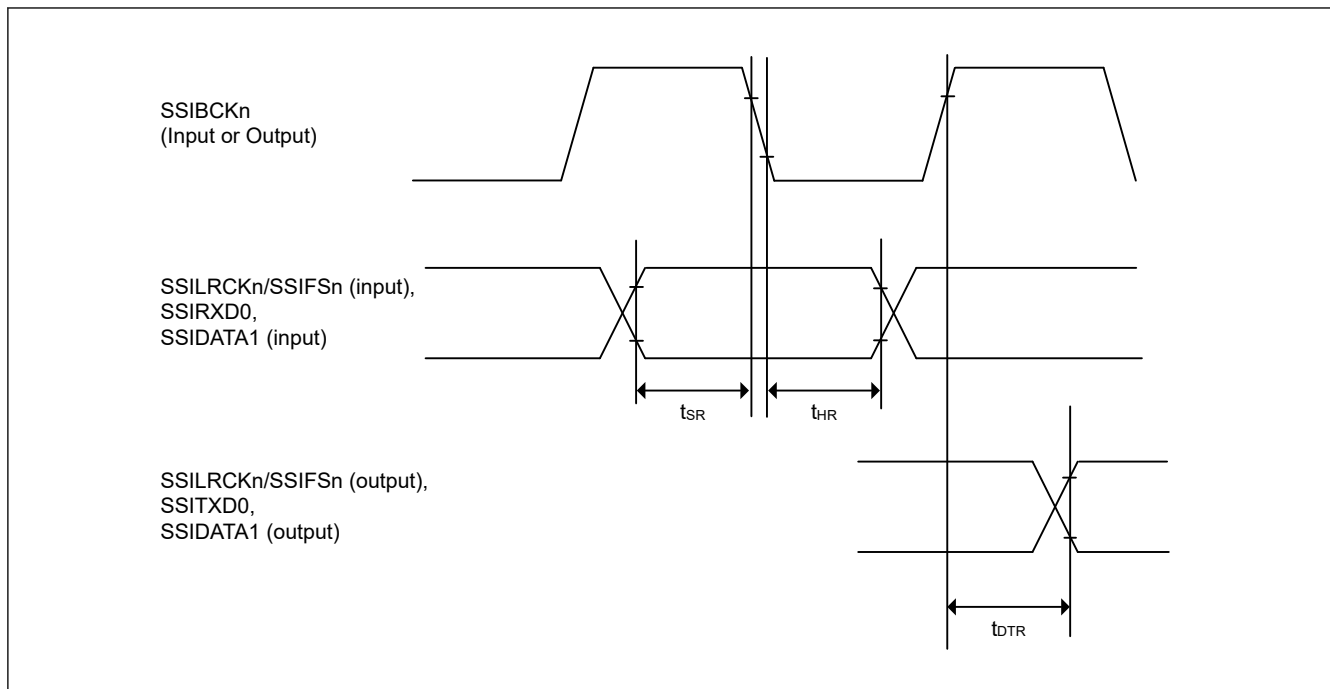 SSIBCKn
(Input or Output)
SSILRCKn/SSIFSn (input),
SSIRXD0,
SSIDATA1 (input)
tSR
tHR
SSILRCKn/SSIFSn (output),
SSITXD0,
SSIDATA1 (output)
tDTR